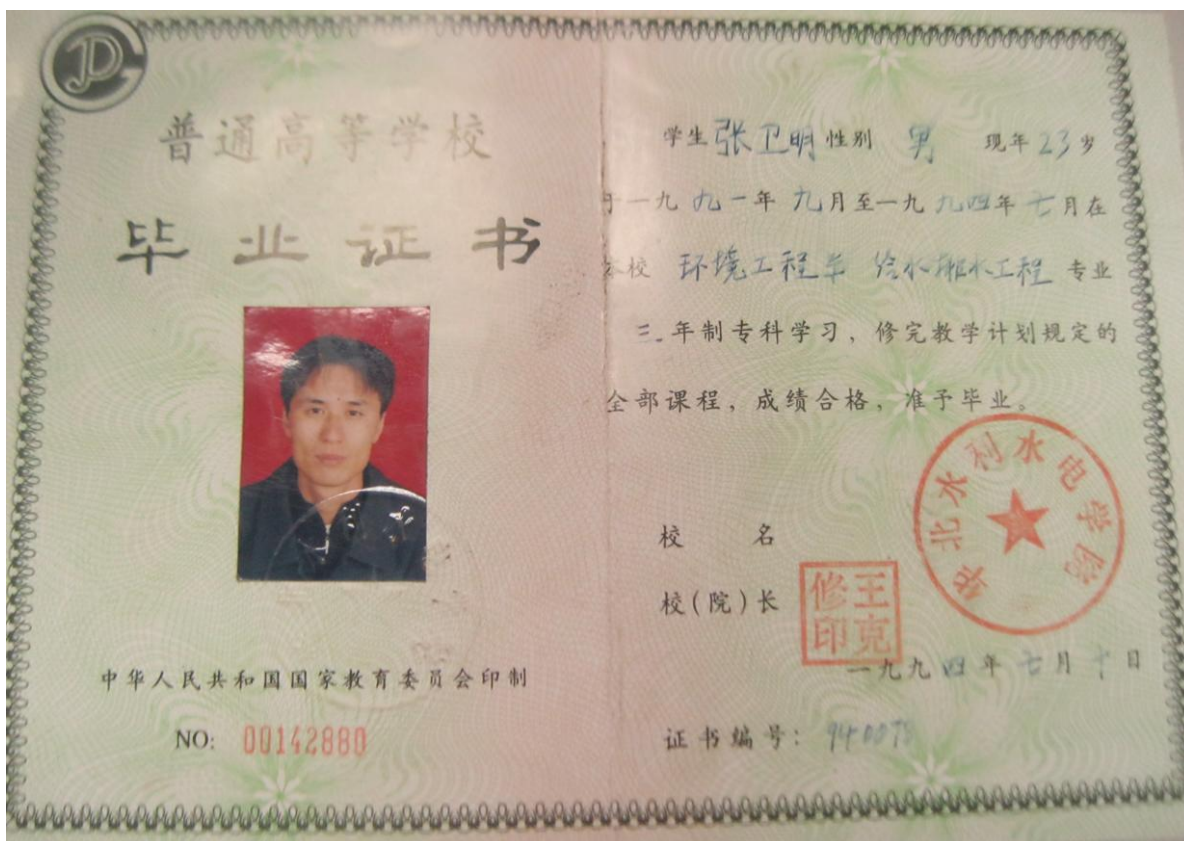 普通高等学校
毕业证书
中华人民共和国国家教育委员会印制
NO: 00142880
学生张卫明性别 男 现年23岁
于一九九一年九月至一九九四年七月在
本校 环境工程系 给水排水工程 专业
三年制专科学习，修完教学计划规定的
全部课程，成绩合格，准予毕业。
华北水利水电学院
校 名
校(院)长
王克修印
一九九四年七月十日
证书编号：